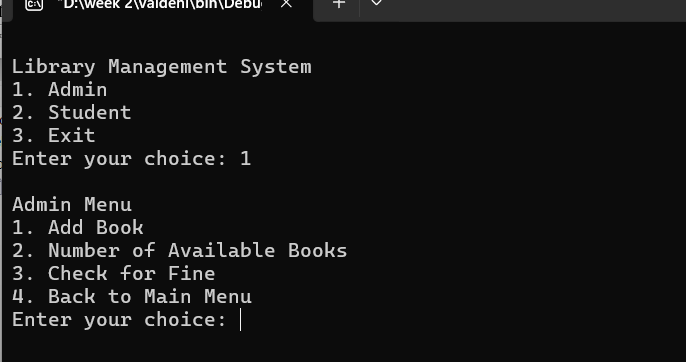 "D:\week 2\vaideni\bin\Debu
Library Management System
1. Admin
2. Student
3. Exit
Enter your choice: 1
Admin Menu
1. Add Book
2. Number of Available Books
3. Check for Fine
4. Back to Main Menu
Enter your choice: